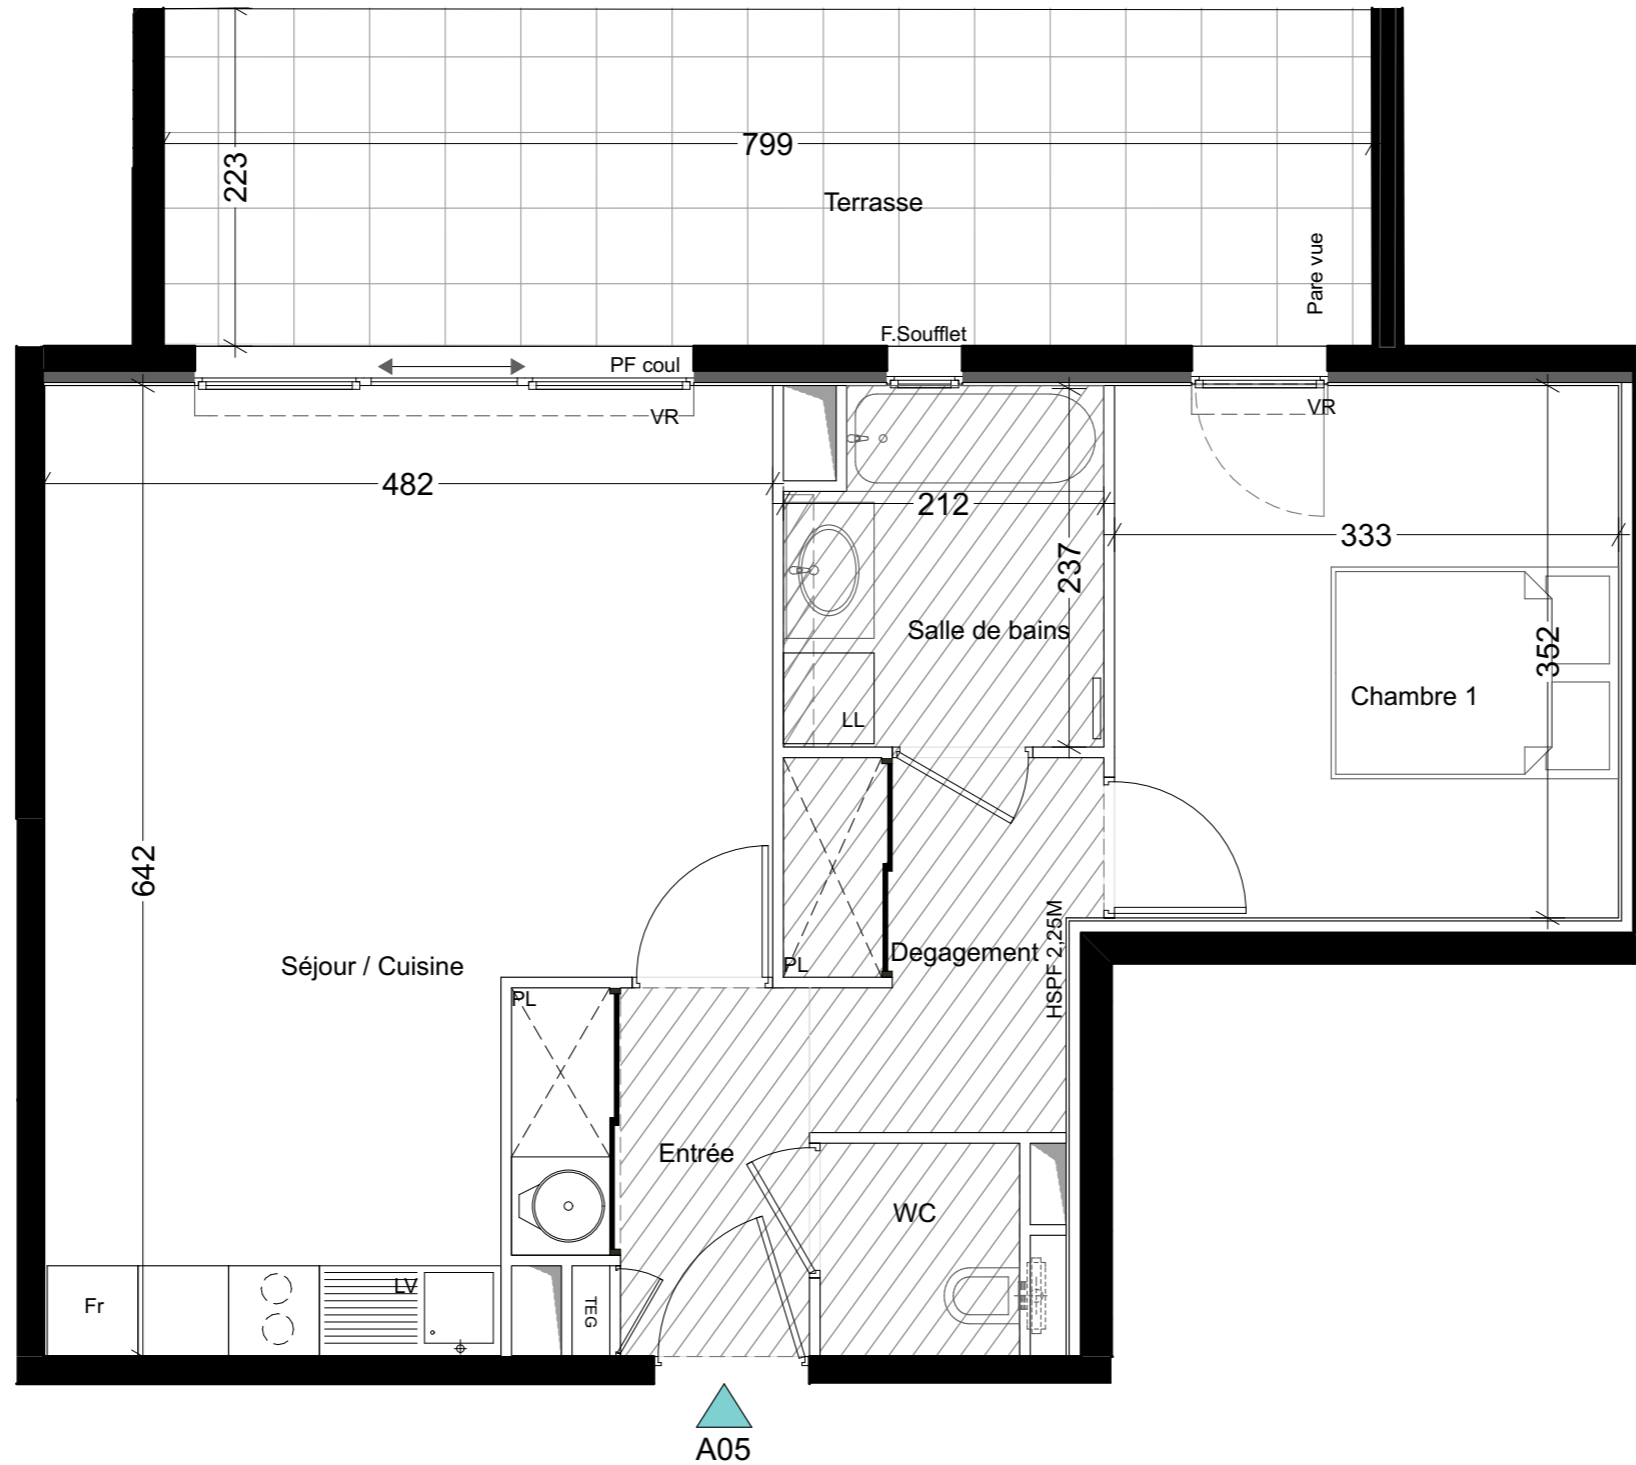 799
223
Terrasse
Pare vue
F.Soufflet
PF coul
VR
VR
482
212
333
237
Salle de bains
352
Chambre 1
LL
642
HSPF 2,25M
Degagement
PL
Séjour / Cuisine
PL
Entrée
WC
Fr
LV
TEG
A05